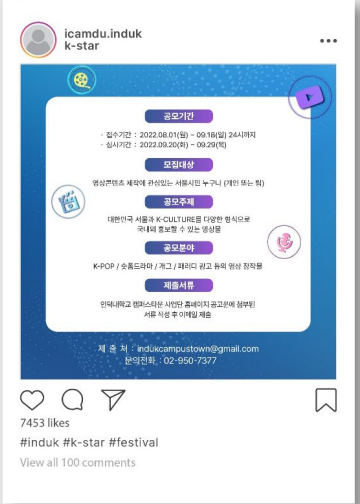 icamdu.induk
k-star
공모기간
· 접수기간 : 2022.08.01(월) ~ 09.18(일) 24시까지
· 심사기간 : 2022.09.20(화) ~ 09.29(목)
모집대상
영상콘텐츠 제작에 관심있는 서울시민 누구나 (개인 또는 팀)
공모주제
대한민국 서울과 K-CULTURE를 다양한 형식으로
국내외 홍보할 수 있는 영상물
공모분야
K-POP / 숏폼드라마 / 개그 / 패러디 광고 등의 영상 창작물
제출서류
인덕대학교 캠퍼스타운 사업단 홈페이지 공고문에 첨부된
서류 작성 후 이메일 제출
제 출 처 : indukcampustown@gmail.com
문의전화 : 02-950-7377
7453 likes
#induk #k-star #festival
View all 100 comments